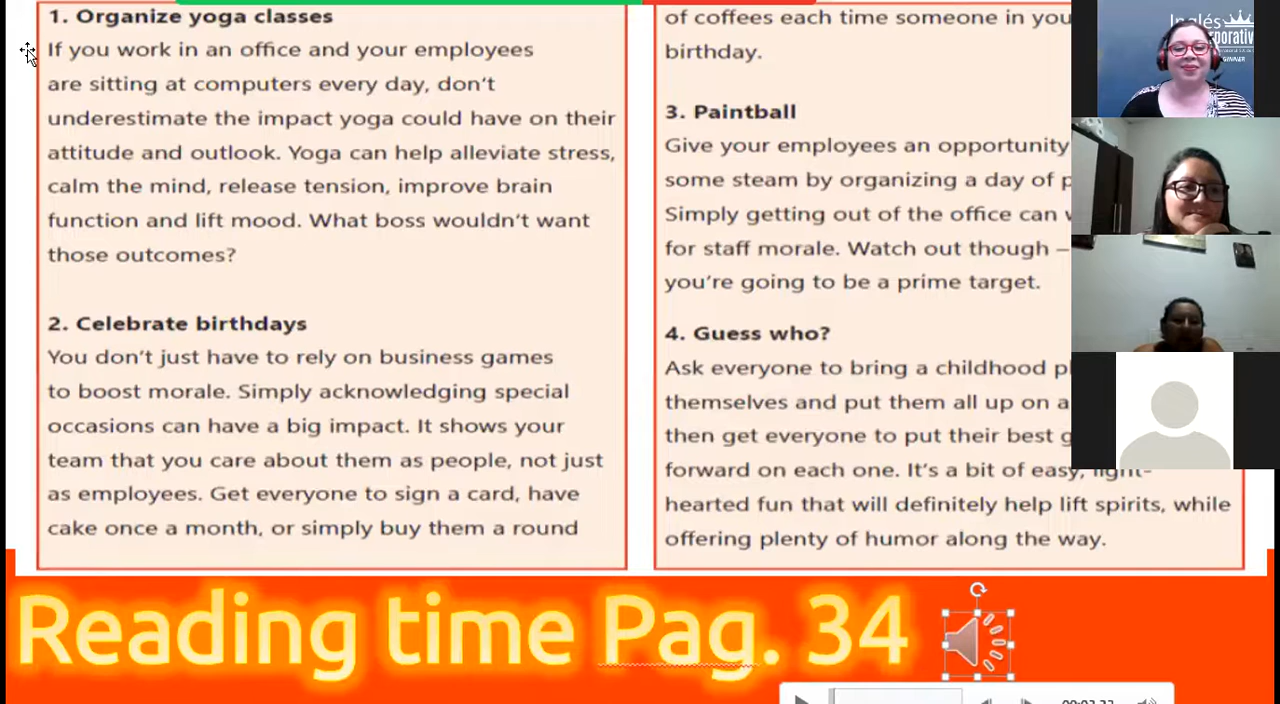 1. Organize yoga classes
If you work in an office and your employees
are sitting at computers every day, don't
underestimate the impact yoga could have on their
attitude and outlook. Yoga can help alleviate stress,
calm the mind, release tension, improve brain
function and lift mood. What boss wouldn't want
those outcomes?
2. Celebrate birthdays
You don't just have to rely on business games
to boost morale. Simply acknowledging special
occasions can have a big impact. It shows your
team that you care about them as people, not just
as employees. Get everyone to sign a card, have
cake once a month, or simply buy them a round
of coffees each time someone in you
birthday.
3. Paintball
Give your employees an opportunity
some steam by organizing a day of
Simply getting out of the office can
for staff morale. Watch out though –
you're going to be a prime target.
4. Guess who?
Ask everyone to bring a childhood
themselves and put them all up on a
then get everyone to put their best
forward on each one. It's a bit of easy, light-
hearted fun that will definitely help lift spirits, while
offering plenty of humor along the way.
Reading time Pag. 34
Inglés